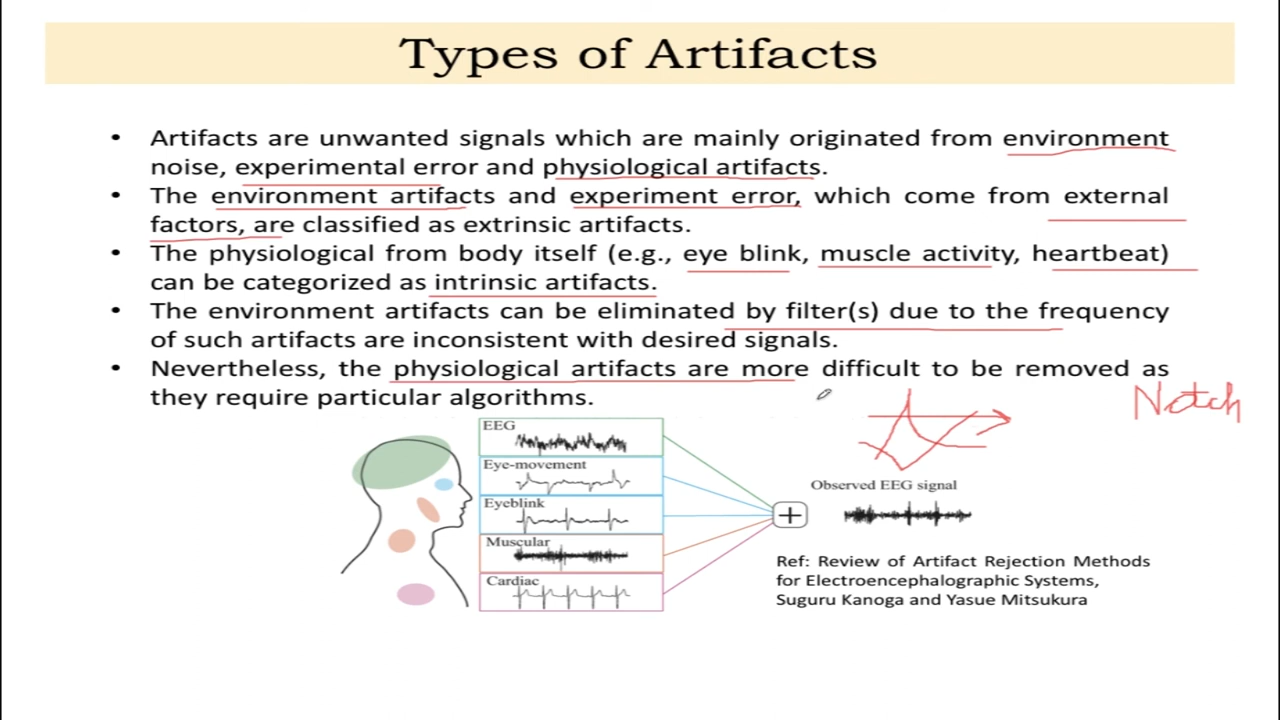 Types of Artifacts
• Artifacts are unwanted signals which are mainly originated from environment
noise, experimental error and physiological artifacts.
• The environment artifacts and experiment error, which come from external
factors, are classified as extrinsic artifacts.
• The physiological from body itself (e.g., eye blink, muscle activity, heartbeat)
can be categorized as intrinsic artifacts.
• The environment artifacts can be eliminated by filter(s) due to the frequency
of such artifacts are inconsistent with desired signals.
• Nevertheless, the physiological artifacts are more difficult to be removed as
they require particular algorithms.
Notch
EEG
Eye-movement
Eyeblink
Muscular
Cardiac
+
Observed EEG signal
Ref: Review of Artifact Rejection Methods
for Electroencephalographic Systems,
Suguru Kanoga and Yasue Mitsukura